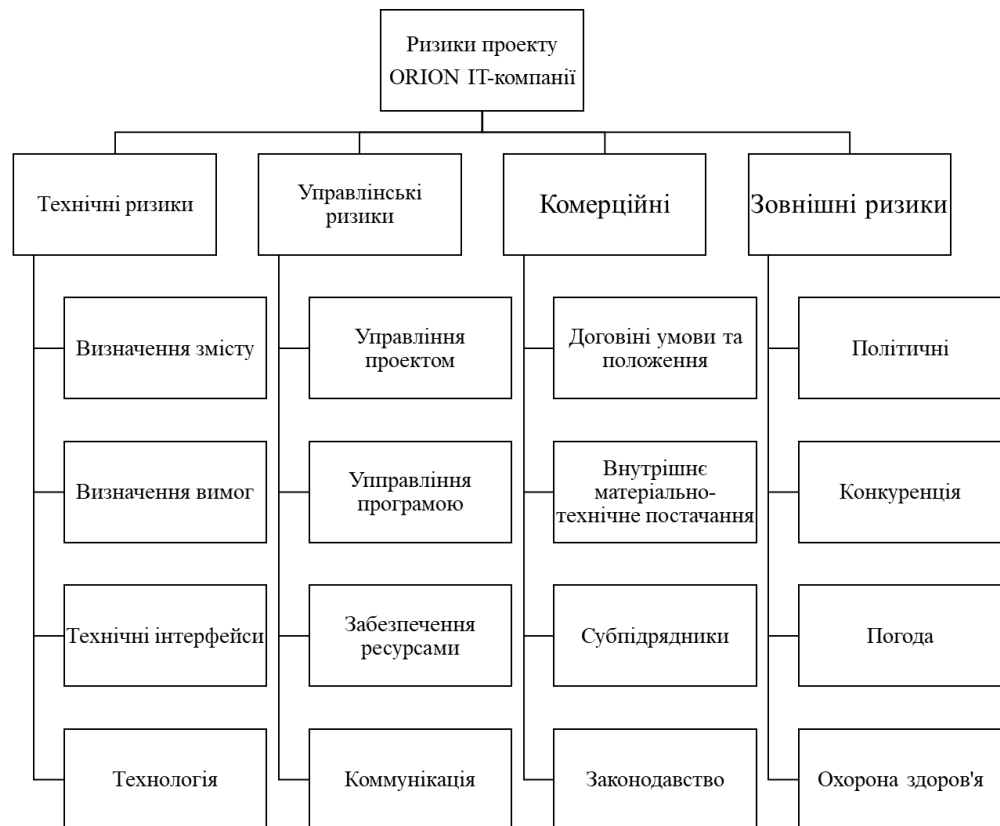 Ризики проекту
ORION IT-компанії
Технічні ризики
Управлінські
ризики
Комерційні
Зовнішні ризики
Визначення змісту
Управління
проектом
Договіні умови та
положення
Політичні
Визначення вимог
Упправління
програмою
Внутрішнє
матеріально-
технічне постачання
Конкуренція
Технічні інтерфейси
Забезпечення
ресурсами
Субпідрядники
Погода
Технологія
Коммунікація
Законодавство
Охорона здоров'я